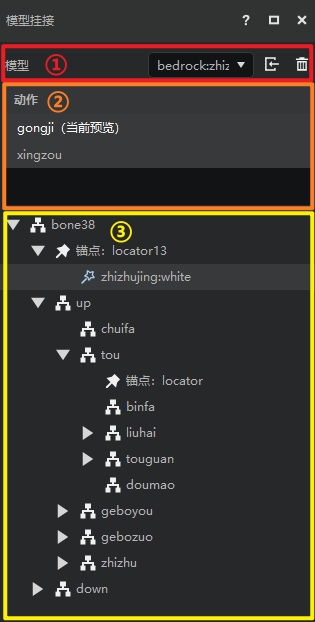 模型挂接 ?
模型 ① bedrock:zhiz
动作 ②
gongji（当前预览）
xingzou
bone38 ③
锚点：locator13
zhizhujing:white
up
chuifa
tou
锚点：locator
binfa
liuhai
touguan
doumao
geboyou
gebozuo
zhizhu
down